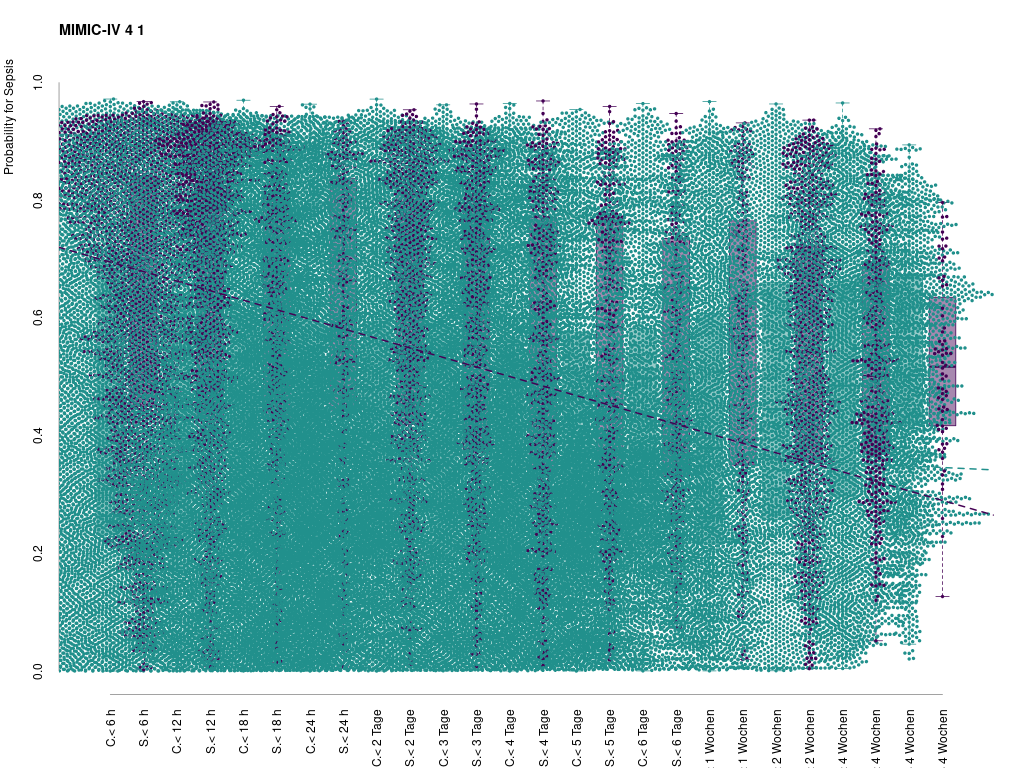 MIMIC-IV 4 1
Probability for Sepsis
1.0
0.8
0.6
0.4
0.2
0.0
C.< 6 h
S.< 6 h
C.< 12 h
S.< 12 h
C.< 18 h
S.< 18 h
C.< 24 h
S.< 24 h
C.< 2 Tage
S.< 2 Tage
C.< 3 Tage
S.< 3 Tage
C.< 4 Tage
S.< 4 Tage
C.< 5 Tage
S.< 5 Tage
C.< 6 Tage
S.< 6 Tage
1 Wochen
1 Wochen
2 Wochen
2 Wochen
4 Wochen
4 Wochen
4 Wochen
4 Wochen